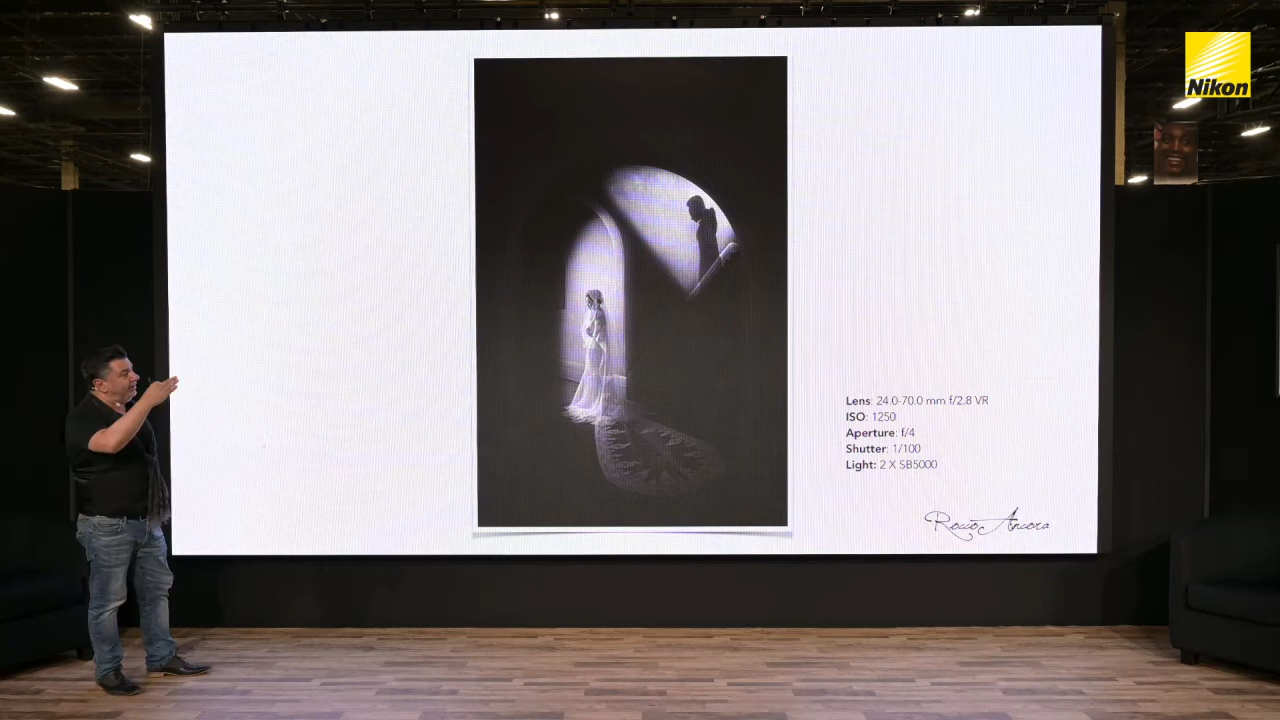 Nikon
Lens: 24.0-70.0 mm f/2.8 VR
ISO: 1250
Aperture: f/4
Shutter: 1/100
Light: 2 X SB5000
Rocco Ancora